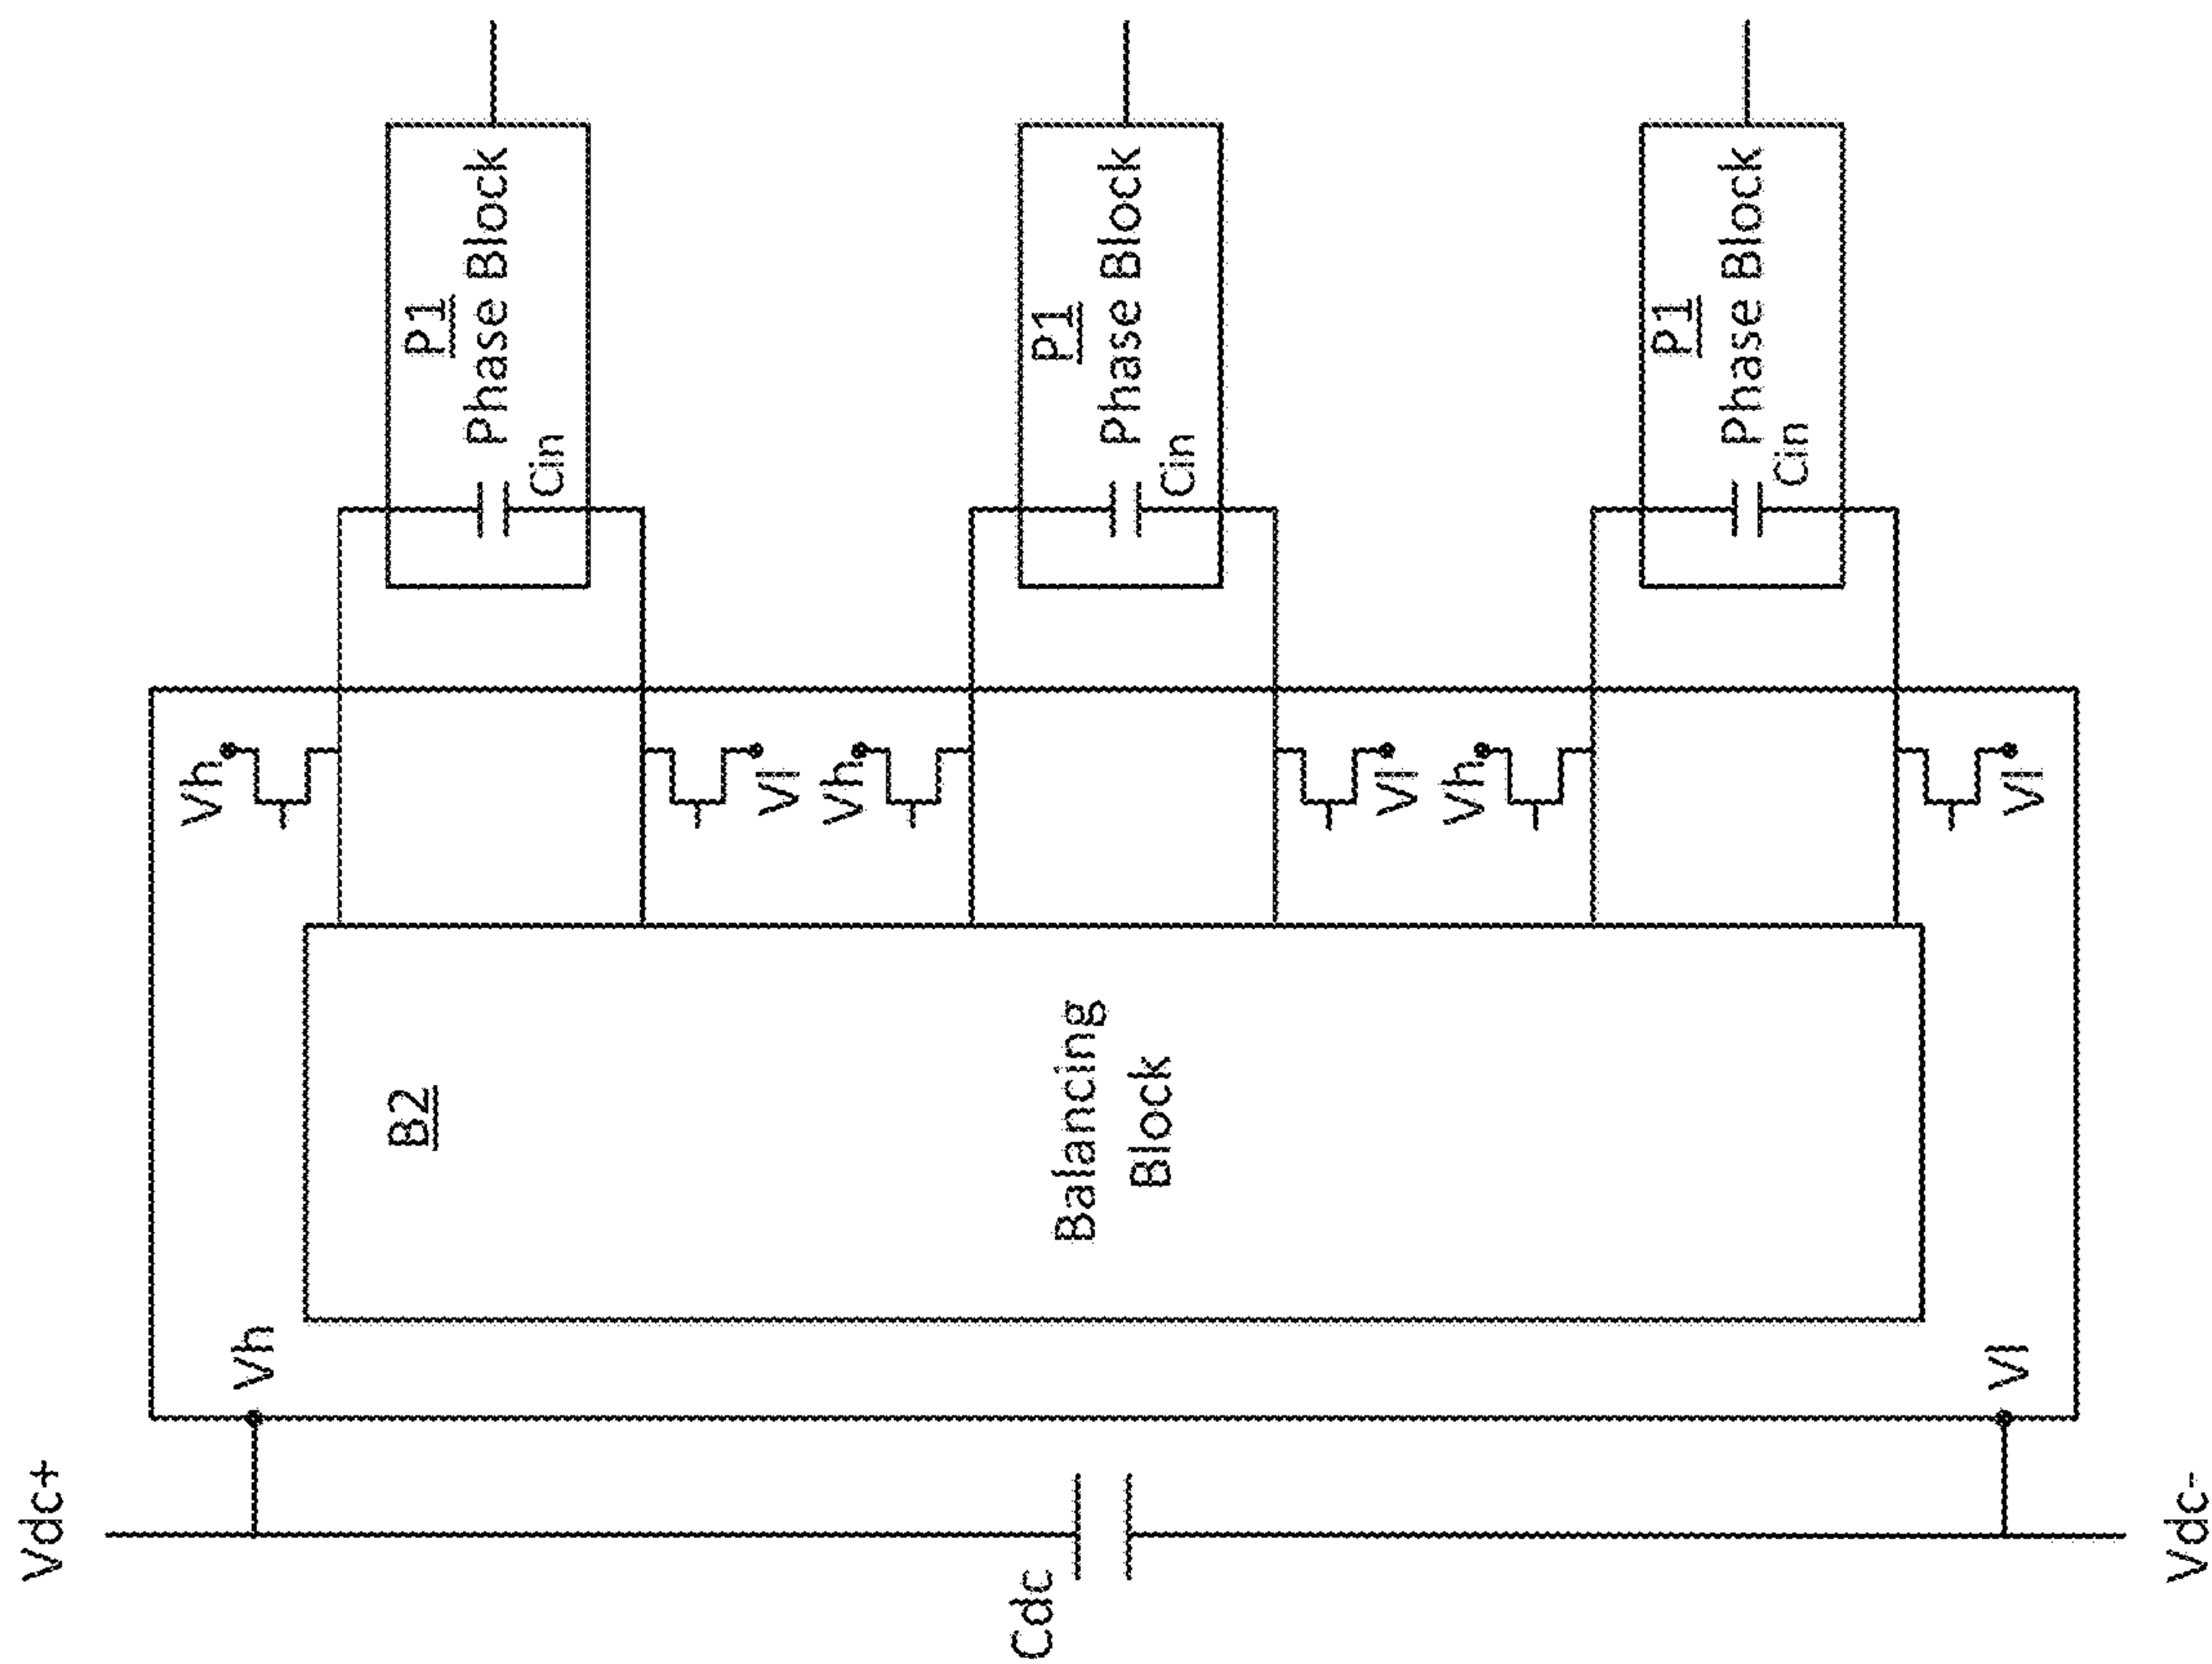 Vdc+
Vh
Vh
B2
P1
Phase Block
Cin
Vl
Vh
Cdc
Balancing
Block
P1
Phase Block
Cin
Vl
Vh
P1
Phase Block
Cin
Vl
Vl
Vdc-